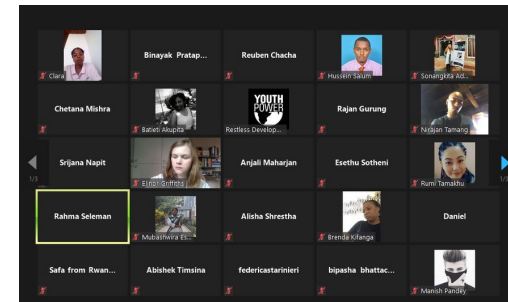 Clara
Binayak Pratap...
Reuben Chacha
Hussein Salum
Sonangkita Ad...
Chetana Mishra
Batieti Akupita
YOUTH
POWER
Restless Develop...
Rajan Gurung
Nirajan Tamang
Srijana Napit
Elinor Griffiths
Anjali Maharjan
Esethu Sotheni
Rumi Tamakhu
1/3
1/3
Rahma Seleman
Mubashwira Es...
Alisha Shrestha
Brenda Kifanga
Daniel
Safa from Rwan...
Abishek Timsina
federicastarinieri
bipasha bhattac...
Manish Pandey